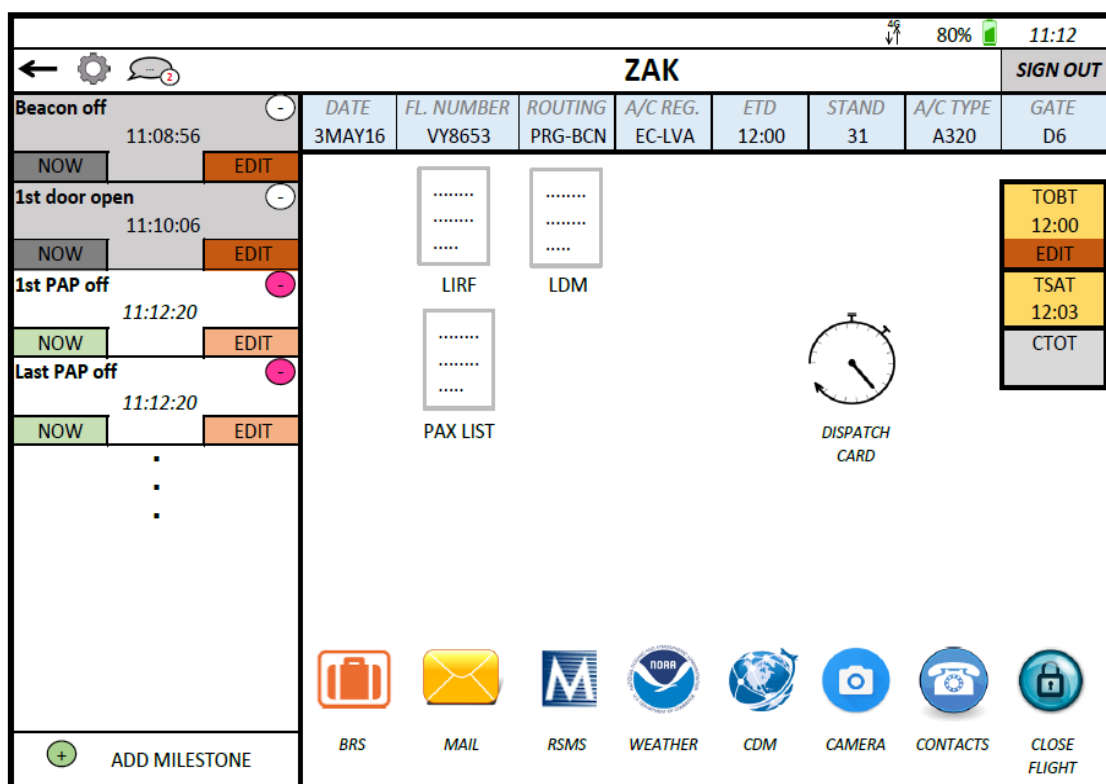 4G 80% 11:12
2 ZAK SIGN OUT
Beacon off -
11:08:56
NOW EDIT
1st door open -
11:10:06
NOW EDIT
1st PAP off -
11:12:20
NOW EDIT
Last PAP off -
11:12:20
NOW EDIT
.
.
.
+ ADD MILESTONE
DATE FL. NUMBER ROUTING A/C REG. ETD STAND A/C TYPE GATE
3MAY16 VY8653 PRG-BCN EC-LVA 12:00 31 A320 D6
........ ........
........ ........
..... .....
LIRF LDM
........
........
.....
PAX LIST
DISPATCH
CARD
TOBT
12:00
EDIT
TSAT
12:03
CTOT
NOAA
M
BRS MAIL RSMS WEATHER CDM CAMERA CONTACTS CLOSE
FLIGHT